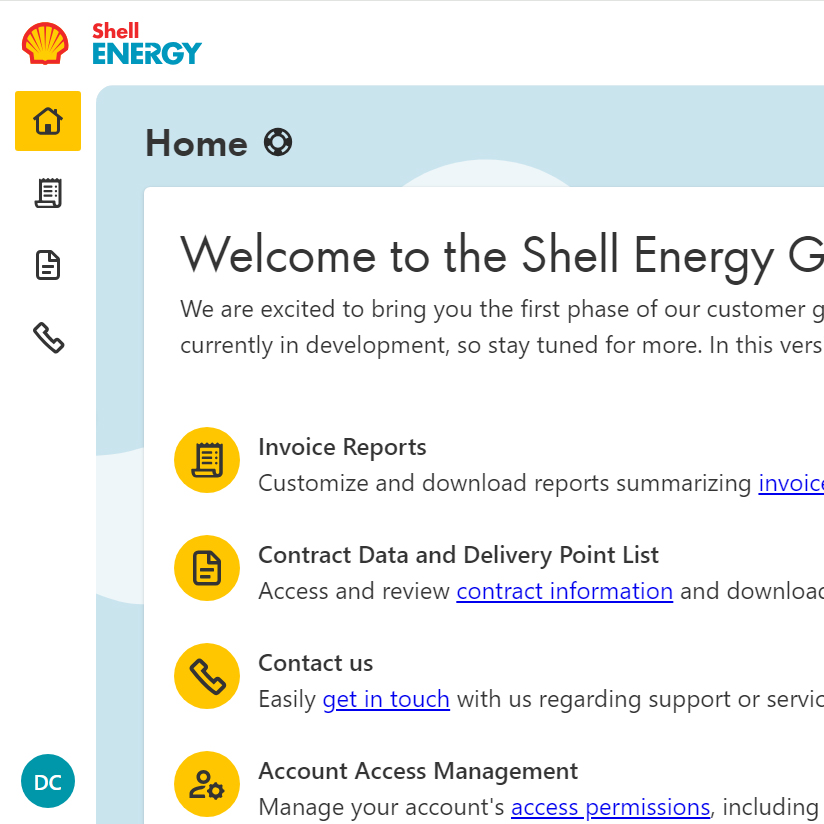 Shell
ENERGY
Home
Welcome to the Shell Energy G
We are excited to bring you the first phase of our customer g
currently in development, so stay tuned for more. In this vers
Invoice Reports
Customize and download reports summarizing invoice
Contract Data and Delivery Point List
Access and review contract information and download
Contact us
Easily get in touch with us regarding support or servic
Account Access Management
Manage your account's access permissions, including
DC